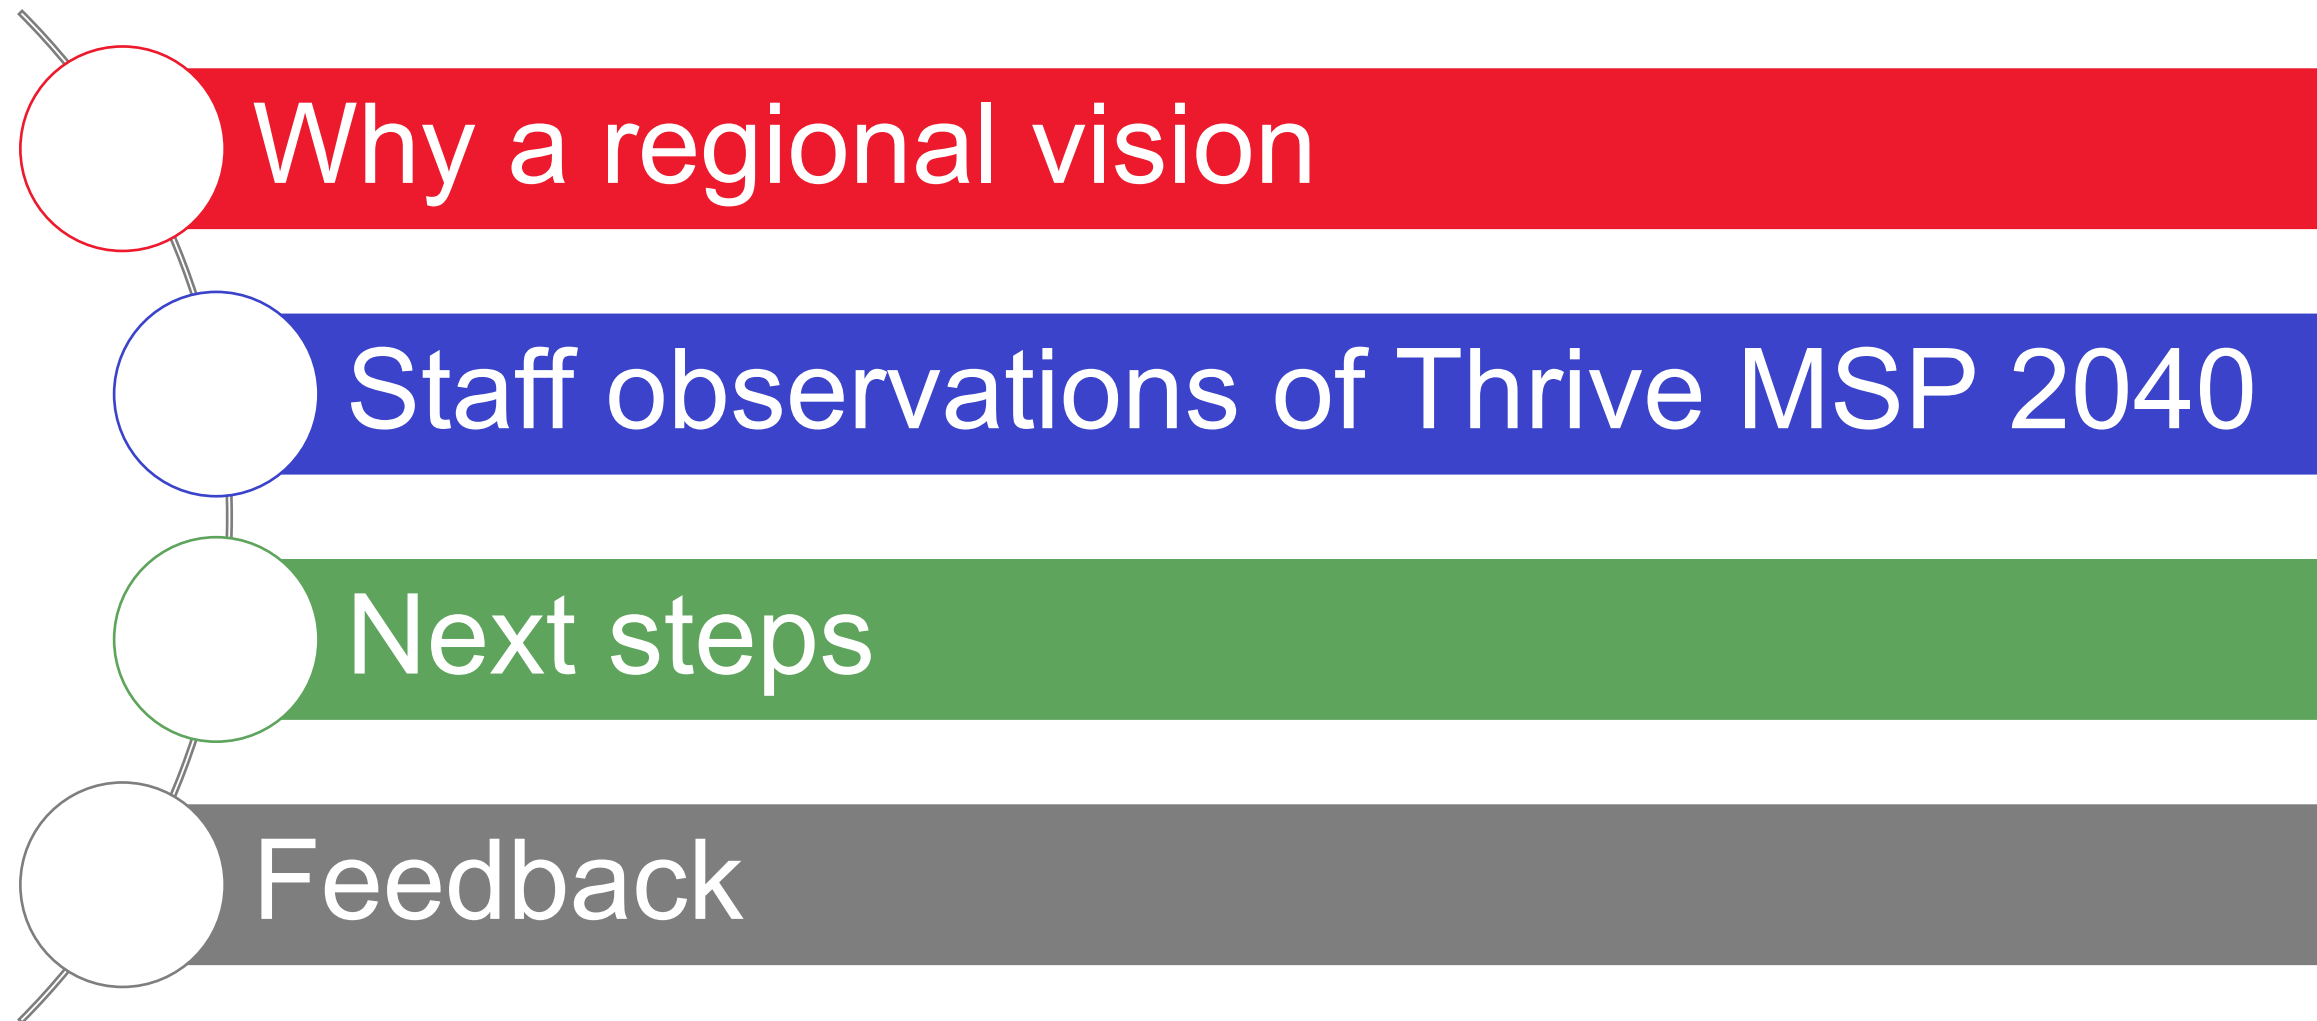 Why a regional vision
Staff observations of Thrive MSP 2040
Next steps
Feedback